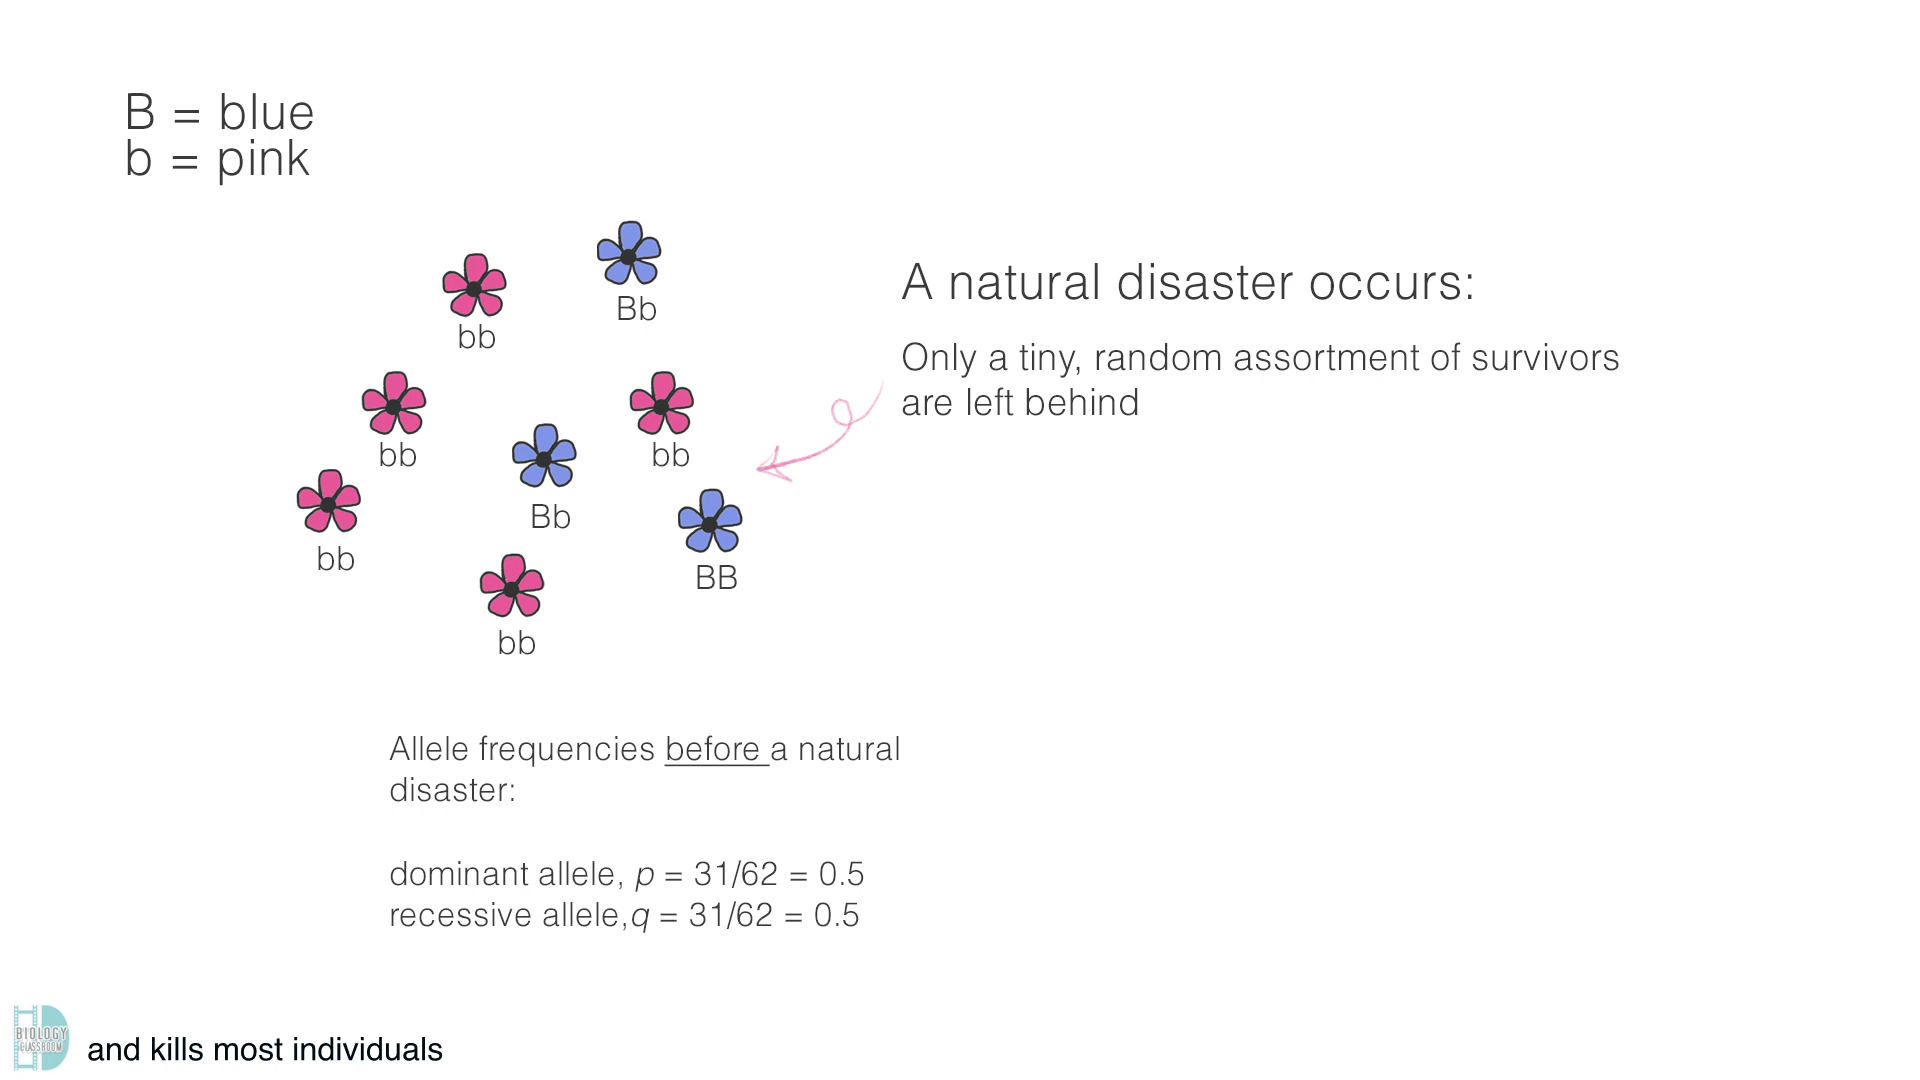 B = blue
b = pink
Bb
bb
A natural disaster occurs:
Only a tiny, random assortment of survivors
are left behind
bb
bb
Bb
bb
BB
bb
Allele frequencies before a natural
disaster:
dominant allele, p = 31/62 = 0.5
recessive allele,q = 31/62 = 0.5
BIOLOGY
CLASSROOM
and kills most individuals